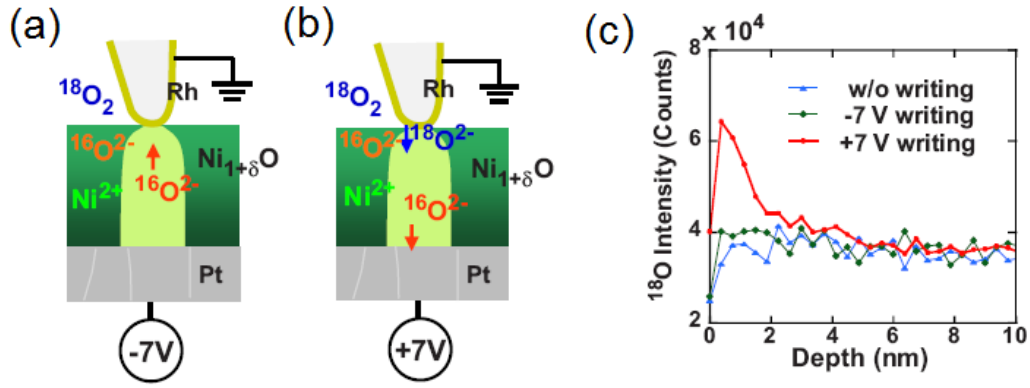 (a)
Rh
¹⁸O₂
¹⁶O²⁻
¹⁶O²⁻
Ni₁₊δO
Ni²⁺
Pt
-7V
(b)
Rh
¹⁸O₂
¹⁶O²⁻
¹⁸O²⁻
Ni₁₊δO
Ni²⁺
¹⁶O²⁻
Pt
+7V
(c)
x 10⁴
8
6
4
2
¹⁸O Intensity (Counts)
w/o writing
-7 V writing
+7 V writing
0 2 4 6 8 10
Depth (nm)